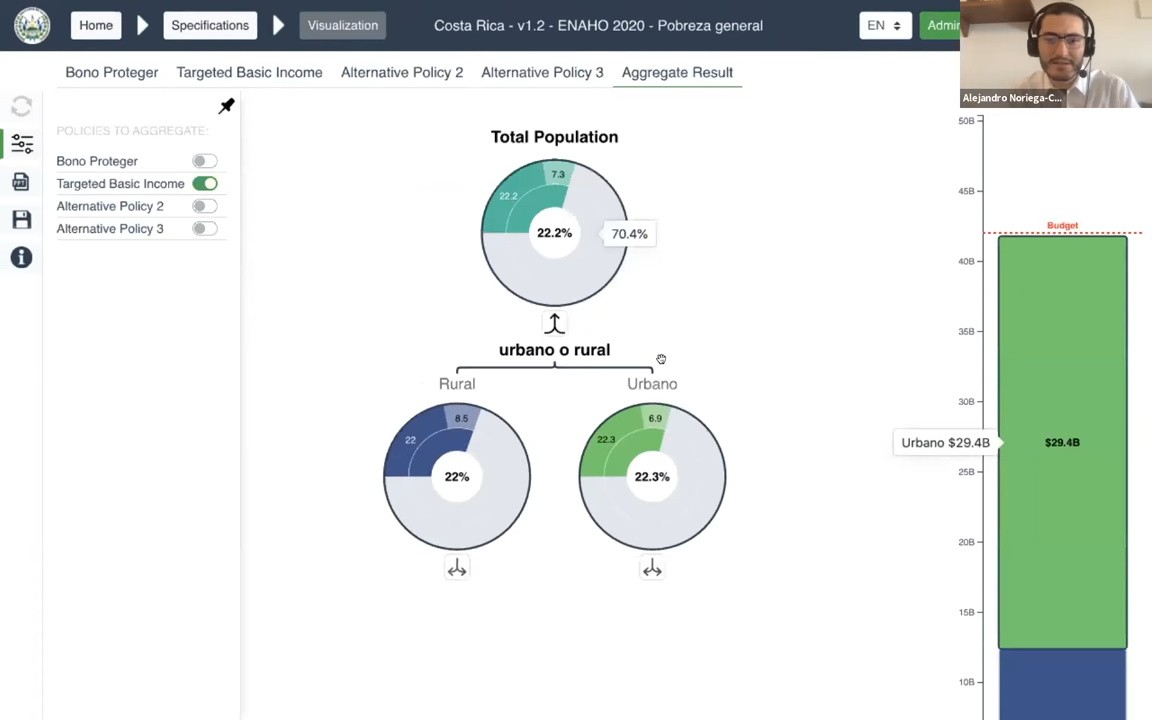 Home
Specifications
Visualization
Costa Rica - v1.2 - ENAHO 2020 - Pobreza general
EN
Admi
Alejandro Noriega-C...
Bono Proteger
Targeted Basic Income
Alternative Policy 2
Alternative Policy 3
Aggregate Result
POLICIES TO AGGREGATE:
Bono Proteger
Targeted Basic Income
Alternative Policy 2
Alternative Policy 3
PPT
Total Population
7.3
22.2
22.2%
70.4%
urbano o rural
Rural
Urbano
8.5
22
22%
6.9
22.3
22.3%
50B
45B
Budget
40B
35B
30B
Urbano $29.4B
$29.4B
25B
20B
15B
10B